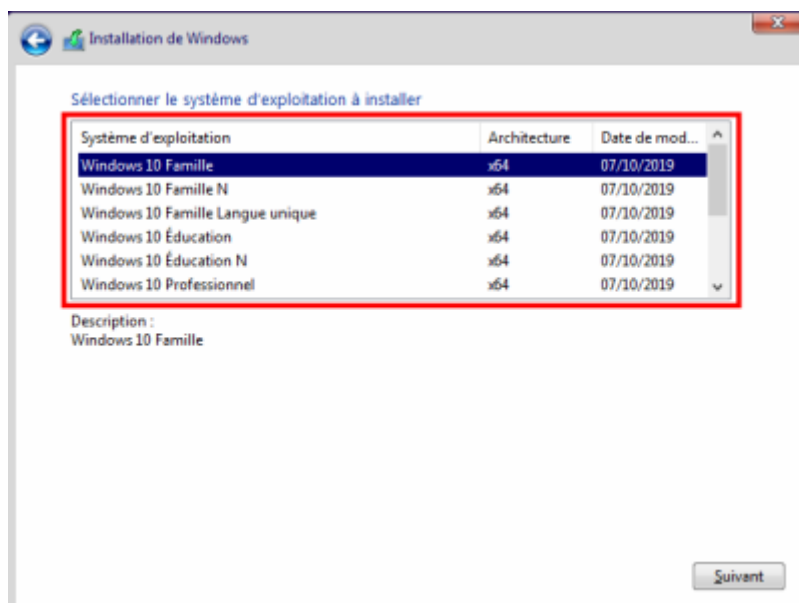 Installation de Windows
Sélectionner le système d'exploitation à installer
Système d'exploitation Architecture Date de mod...
Windows 10 Famille x64 07/10/2019
Windows 10 Famille N x64 07/10/2019
Windows 10 Famille Langue unique x64 07/10/2019
Windows 10 Éducation x64 07/10/2019
Windows 10 Éducation N x64 07/10/2019
Windows 10 Professionnel x64 07/10/2019
Description :
Windows 10 Famille
Suivant